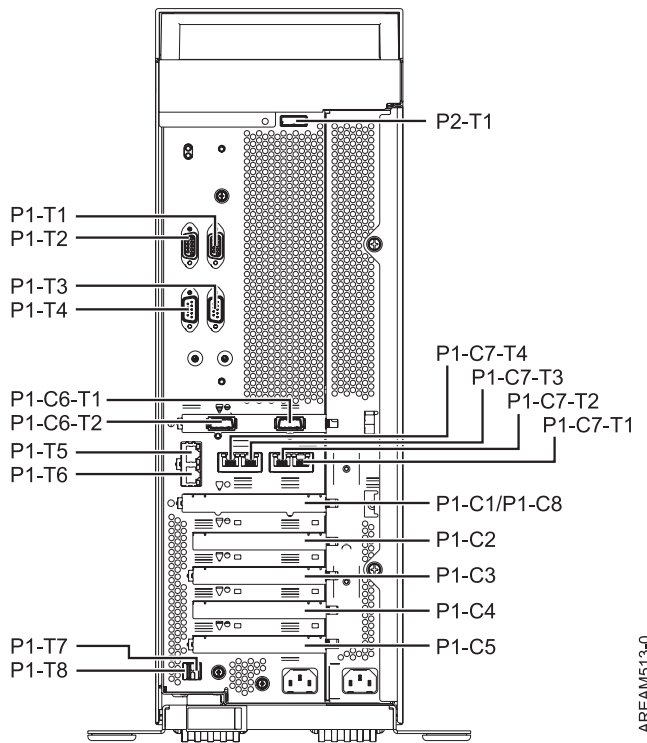 P2-T1
P1-T1
P1-T2
P1-T3
P1-T4
P1-C7-T4
P1-C7-T3
P1-C7-T2
P1-C7-T1
P1-C6-T1
P1-C6-T2
P1-T5
P1-T6
P1-C1/P1-C8
P1-C2
P1-C3
P1-C4
P1-C5
P1-T7
P1-T8
AREAM513-0